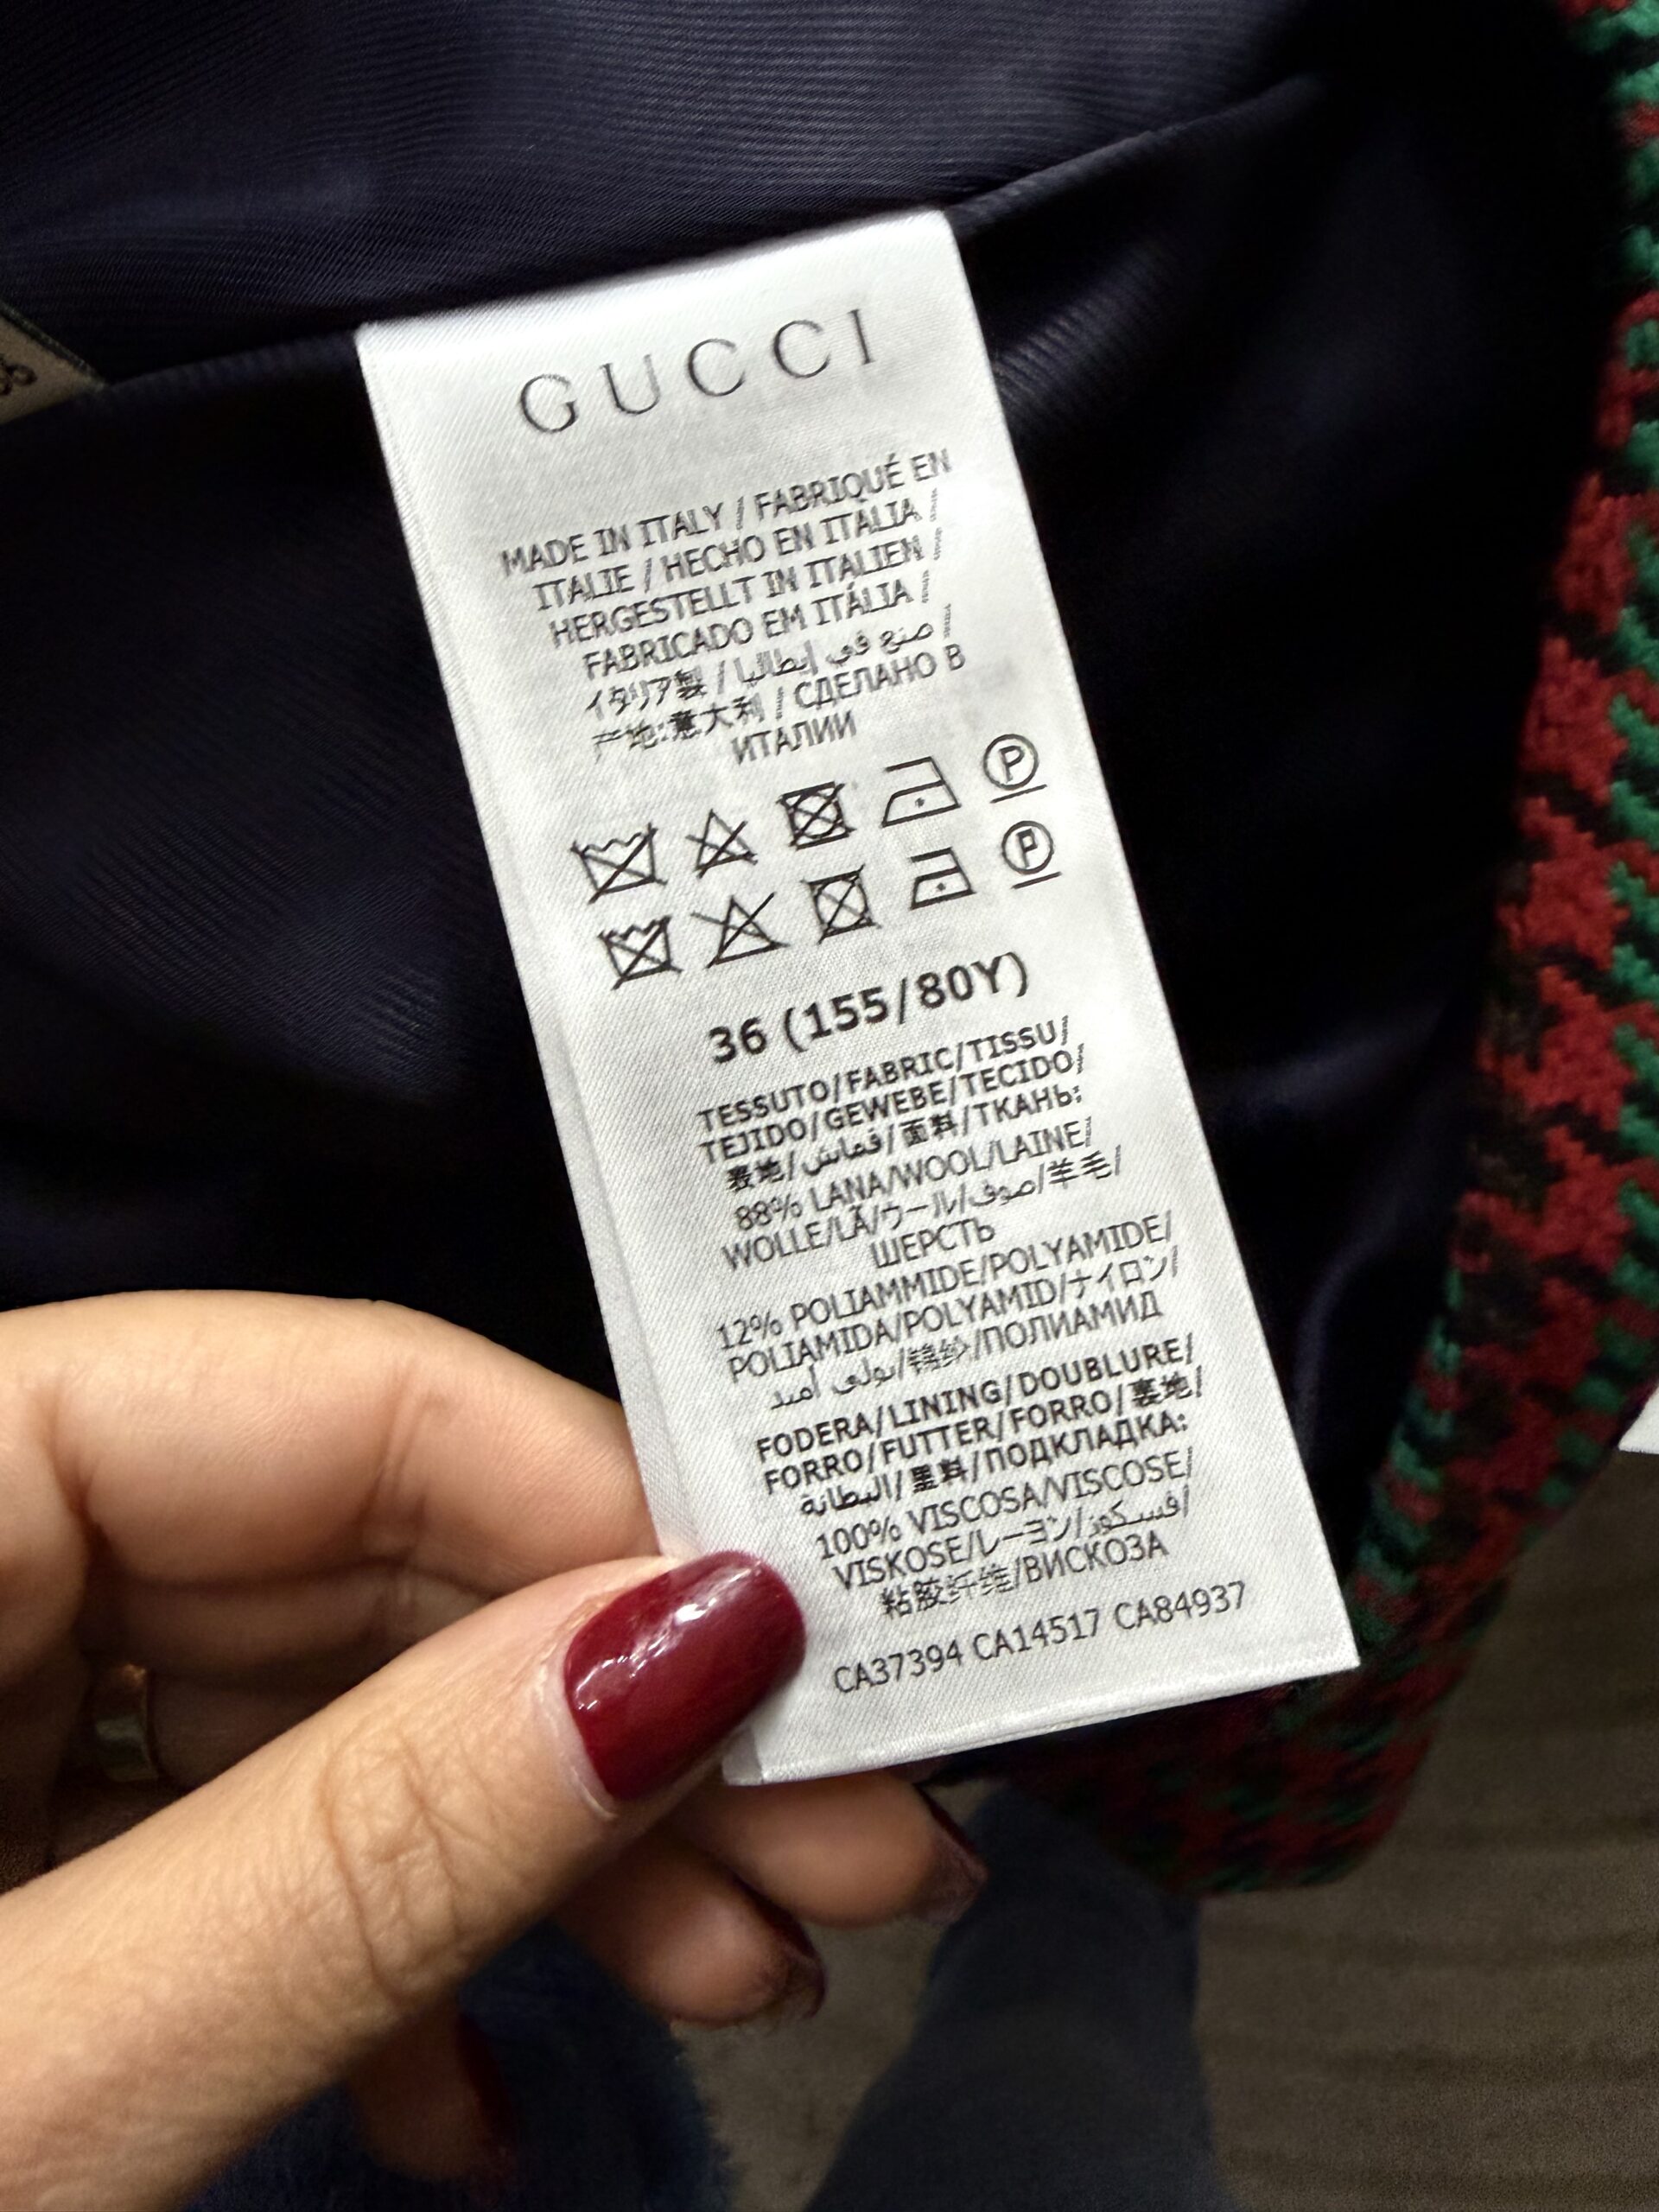 GUCCI
MADE IN ITALY / FABRIQUÉ EN
ITALIE / HECHO EN ITALIA /
HERGESTELLT IN ITALIEN /
FABRICADO EM ITÁLIA /
イタリア製 / صنع في إيطاليا /
产地:意大利 / СДЕЛАНО В
ИТАЛИИ
P
P
36 (155/80Y)
TESSUTO/FABRIC/TISSU/
TEJIDO/GEWEBE/TECIDO/
表地/قماش/面料/ТКАНЬ:
88% LANA/WOOL/LAINE/
WOLLE/LÃ/ウール/صوف/羊毛/
ШЕРСТЬ
12% POLIAMMIDE/POLYAMIDE/
POLIAMIDA/POLYAMID/ナイロン/
بولي أميد/锦纶/ПОЛИАМИД
FODERA/LINING/DOUBLURE/
FORRO/FUTTER/FORRO/裏地/
البطانة/里料/ПОДКЛАДКА:
100% VISCOSA/VISCOSE/
VISKOSE/レーヨン/فسكوز/
粘胶纤维/ВИСКОЗА
CA37394 CA14517 CA84937